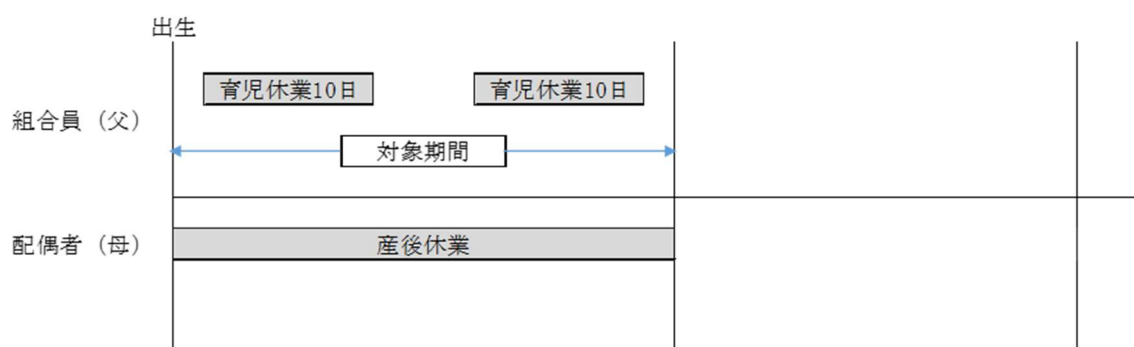 出生
育児休業10日
育児休業10日
組合員（父）
対象期間
配偶者（母）
産後休業